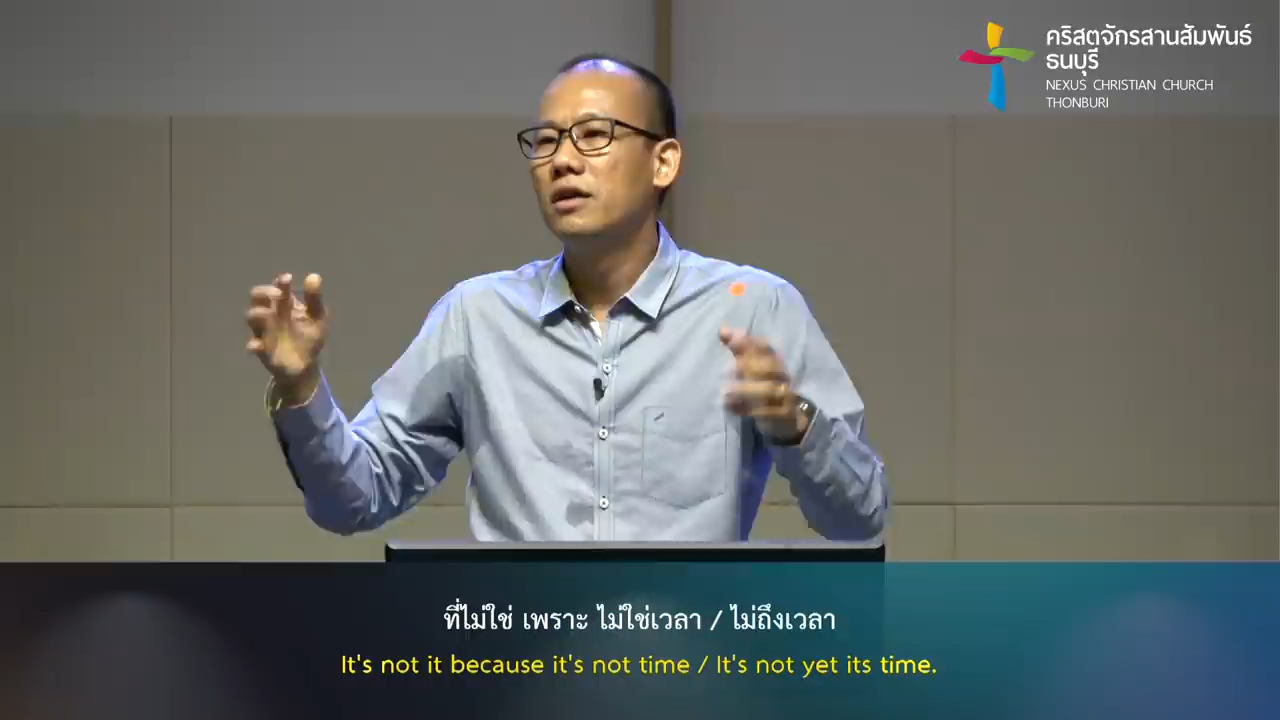 คริสตจักรสานสัมพันธ์
ธนบุรี
NEXUS CHRISTIAN CHURCH
THONBURI
ที่ไม่ใช่ เพราะ ไม่ใช่เวลา / ไม่ถึงเวลา
It's not it because it's not time / It's not yet its time.